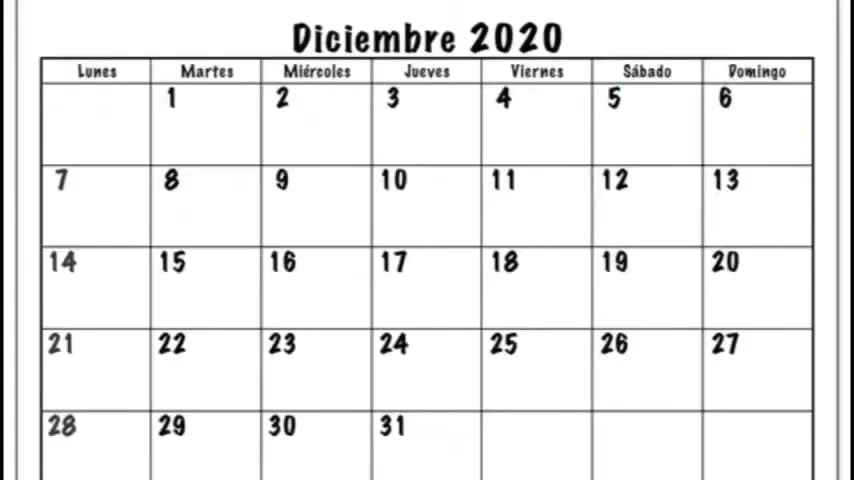 Diciembre 2020
Lunes Martes Miércoles Jueves Viernes Sábado Domingo
1 2 3 4 5 6
7 8 9 10 11 12 13
14 15 16 17 18 19 20
21 22 23 24 25 26 27
28 29 30 31